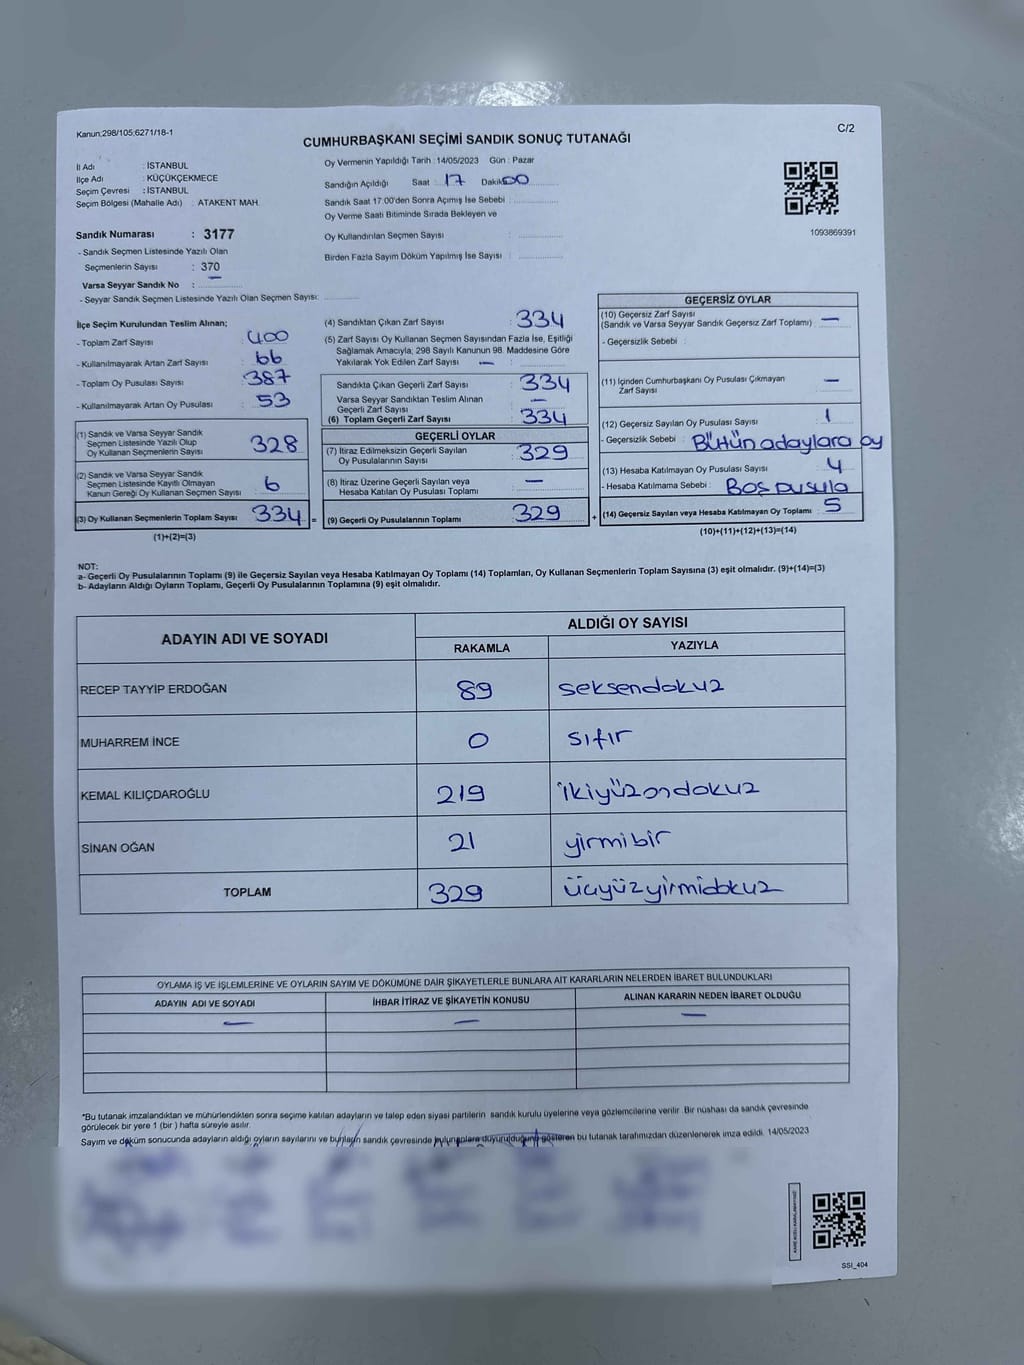 Kanun;298/105;6271/18-1
C/2
CUMHURBAŞKANI SEÇİMİ SANDIK SONUÇ TUTANAĞI
İl Adı : İSTANBUL
İlçe Adı : KÜÇÜKÇEKMECE
Seçim Çevresi : İSTANBUL
Seçim Bölgesi (Mahalle Adı) : ATAKENT MAH.
Sandık Numarası : 3177
- Sandık Seçmen Listesinde Yazılı Olan
Seçmenlerin Sayısı : 370
Varsa Seyyar Sandık No : —
- Seyyar Sandık Seçmen Listesinde Yazılı Olan Seçmen Sayısı:
Oy Vermenin Yapıldığı Tarih : 14/05/2023 Gün : Pazar
Sandığın Açıldığı Saat : 17 Dakika 00
Sandık Saat 17.00'den Sonra Açımış İse Sebebi :
Oy Verme Saati Bitiminde Sırada Bekleyen ve
Oy Kullandırılan Seçmen Sayısı :
Birden Fazla Sayım Döküm Yapılmış İse Sayısı :
1093869391
İlçe Seçim Kurulundan Teslim Alınan;
- Toplam Zarf Sayısı : 400
- Kullanılmayarak Artan Zarf Sayısı : 66
- Toplam Oy Pusulası Sayısı : 387
- Kullanılmayarak Artan Oy Pusulası : 53
(1) Sandık ve Varsa Seyyar Sandık
Seçmen Listesinde Yazılı Olup
Oy Kullanan Seçmenlerin Sayısı : 328
(2) Sandık ve Varsa Seyyar Sandık
Seçmen Listesinde Kayıtlı Olmayan
Kanun Gereği Oy Kullanan Seçmen Sayısı : 6
(3) Oy Kullanan Seçmenlerin Toplam Sayısı : 334 =
(1)+(2)=(3)
(4) Sandıktan Çıkan Zarf Sayısı : 334
(5) Zarf Sayısı Oy Kullanan Seçmen Sayısından Fazla İse, Eşitliği
Sağlamak Amacıyla, 298 Sayılı Kanunun 98. Maddesine Göre
Yakılarak Yok Edilen Zarf Sayısı : —
Sandıkta Çıkan Geçerli Zarf Sayısı : 334
Varsa Seyyar Sandıktan Teslim Alınan
Geçerli Zarf Sayısı : —
(6) Toplam Geçerli Zarf Sayısı : 334
GEÇERLİ OYLAR
(7) İtiraz Edilmeksizin Geçerli Sayılan
Oy Pusulalarının Sayısı : 329
(8) İtiraz Üzerine Geçerli Sayılan veya
Hesaba Katılan Oy Pusulası Toplamı : —
(9) Geçerli Oy Pusulalarının Toplamı : 329 +
GEÇERSİZ OYLAR
(10) Geçersiz Zarf Sayısı
(Sandık ve Varsa Seyyar Sandık Geçersiz Zarf Toplamı) : —
- Geçersizlik Sebebi :
(11) İçinden Cumhurbaşkanı Oy Pusulası Çıkmayan
Zarf Sayısı : —
(12) Geçersiz Sayılan Oy Pusulası Sayısı : 1
- Geçersizlik Sebebi : Bütün adaylara oy
(13) Hesaba Katılmayan Oy Pusulası Sayısı : 4
- Hesaba Katılmama Sebebi : Boş pusula
(14) Geçersiz Sayılan veya Hesaba Katılmayan Oy Toplamı : 5
(10)+(11)+(12)+(13)=(14)
NOT:
a- Geçerli Oy Pusulalarının Toplamı (9) ile Geçersiz Sayılan veya Hesaba Katılmayan Oy Toplamı (14) Toplamları, Oy Kullanan Seçmenlerin Toplam Sayısına (3) eşit olmalıdır. (9)+(14)=(3)
b- Adayların Aldığı Oyların Toplamı, Geçerli Oy Pusulalarının Toplamına (9) eşit olmalıdır.
ADAYIN ADI VE SOYADI
ALDIĞI OY SAYISI
RAKAMLA YAZIYLA
RECEP TAYYİP ERDOĞAN 89 seksendokuz
MUHARREM İNCE 0 sıfır
KEMAL KILIÇDAROĞLU 219 ikiyüzondokuz
SİNAN OĞAN 21 yirmibir
TOPLAM 329 üçyüzyirmidokuz
OYLAMA İŞ VE İŞLEMLERİNE VE OYLARIN SAYIM VE DÖKÜMÜNE DAİR ŞİKAYETLERLE BUNLARA AİT KARARLARIN NELERDEN İBARET BULUNDUKLARI
ADAYIN ADI VE SOYADI İHBAR İTİRAZ VE ŞİKAYETİN KONUSU ALINAN KARARIN NEDEN İBARET OLDUĞU
— — —
*Bu tutanak imzalandıktan ve mühürlendikten sonra seçime katılan adayların ve talep eden siyasi partilerin sandık kurulu üyelerine veya gözlemcilerine verilir. Bir nüshası da sandık çevresinde
görülecek bir yere 1 (bir) hafta süreyle asılır.
Sayım ve döküm sonucunda adayların aldığı oyların sayılarını ve bunların sandık çevresinde bulunanlara duyurulduğunu gösteren bu tutanak tarafımızdan düzenlenerek imza edildi. 14/05/2023
SSI_404